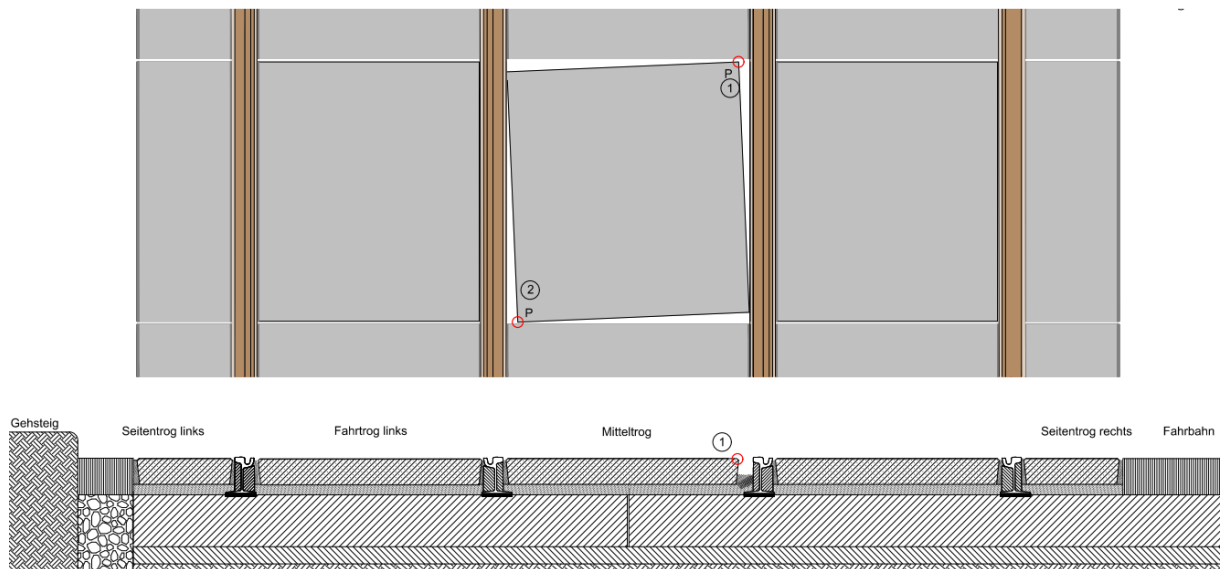 P
1
2
P
Gehsteig
Seitentrog links
Fahrtrog links
Mitteltrog
1
Seitentrog rechts
Fahrbahn